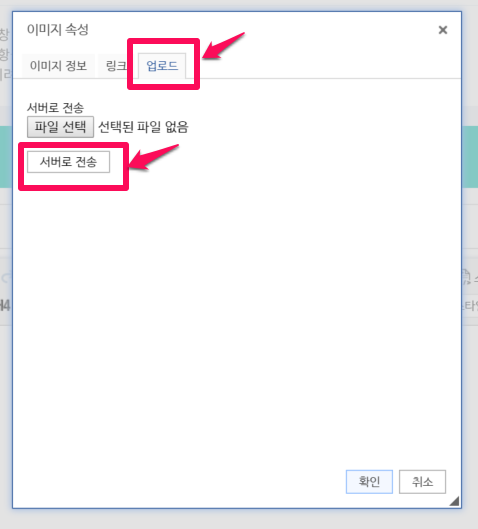 이미지 속성
이미지 정보 링크 업로드
서버로 전송
파일 선택 선택된 파일 없음
서버로 전송
확인 취소